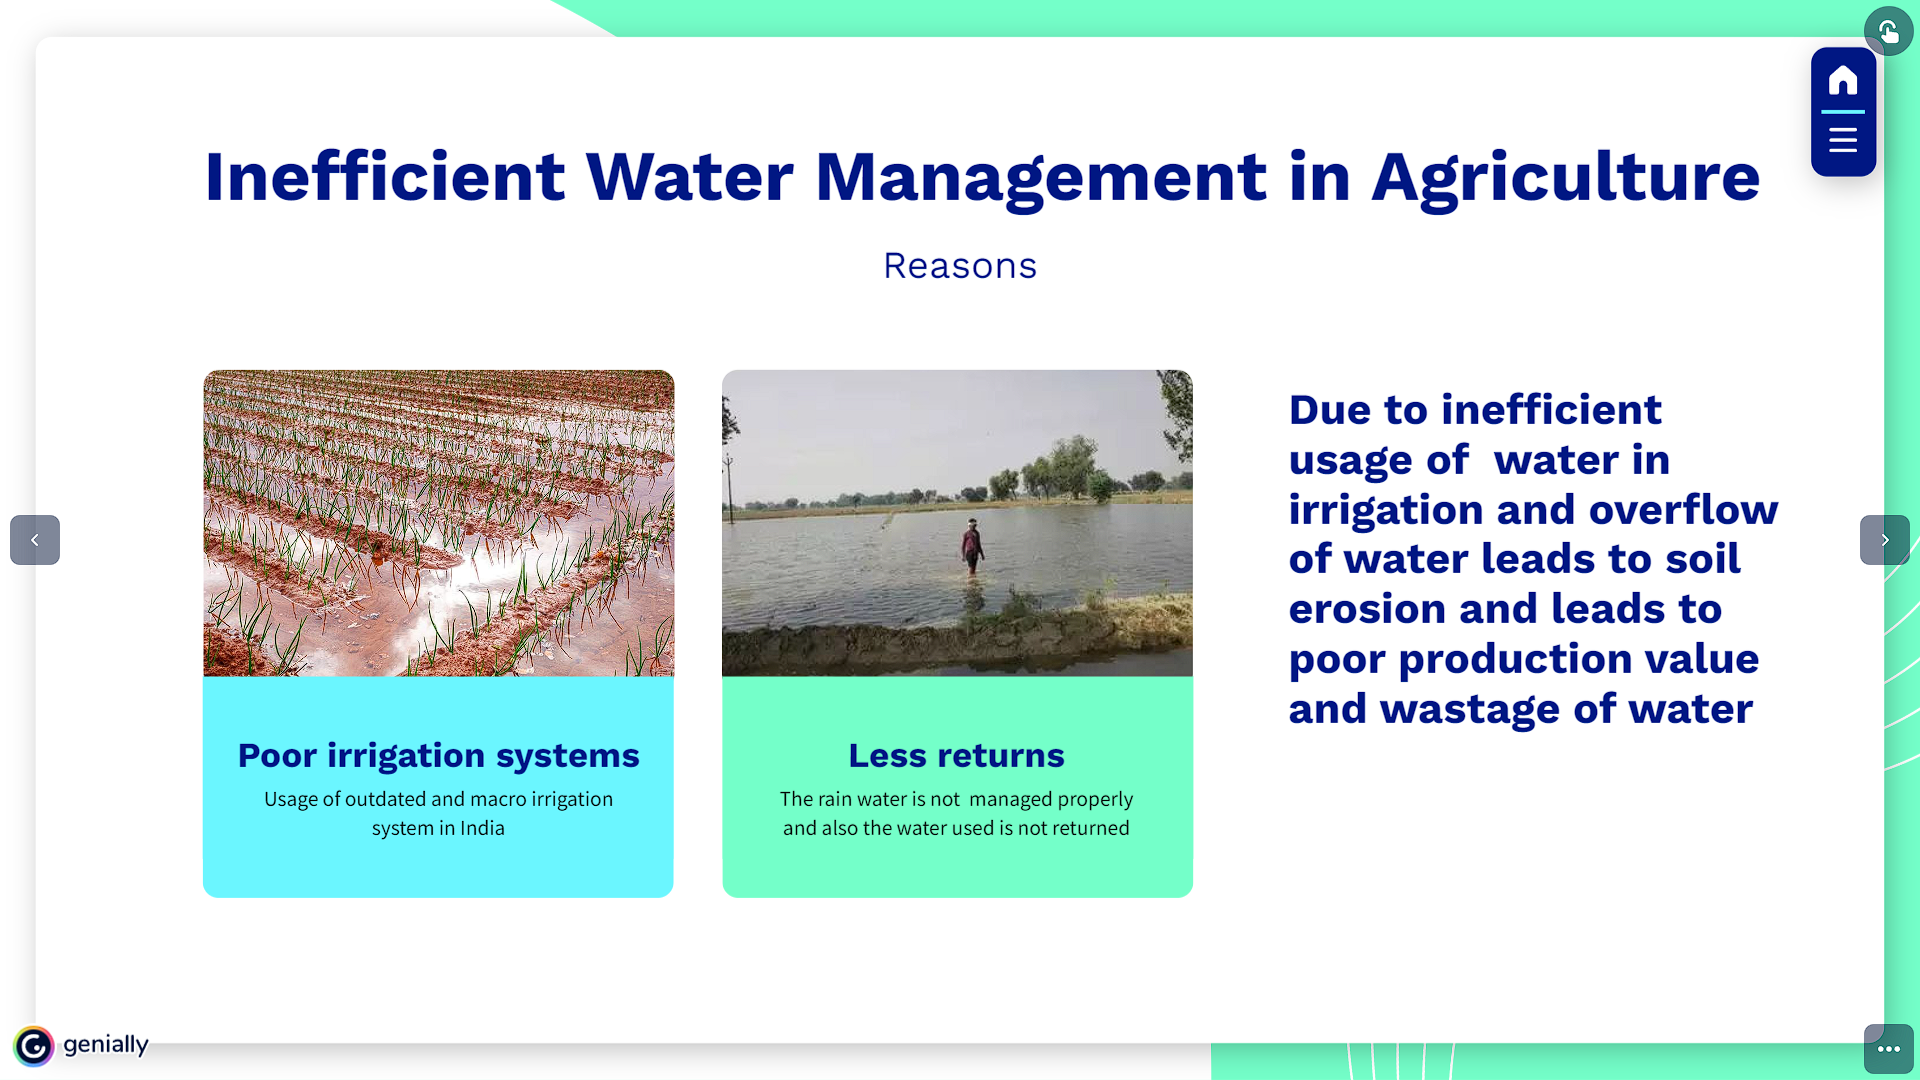 Inefficient Water Management in Agriculture
Reasons
Poor irrigation systems
Usage of outdated and macro irrigation
system in India
Less returns
The rain water is not  managed properly
and also the water used is not returned
Due to inefficient
usage of  water in
irrigation and overflow
of water leads to soil
erosion and leads to
poor production value
and wastage of water
genially